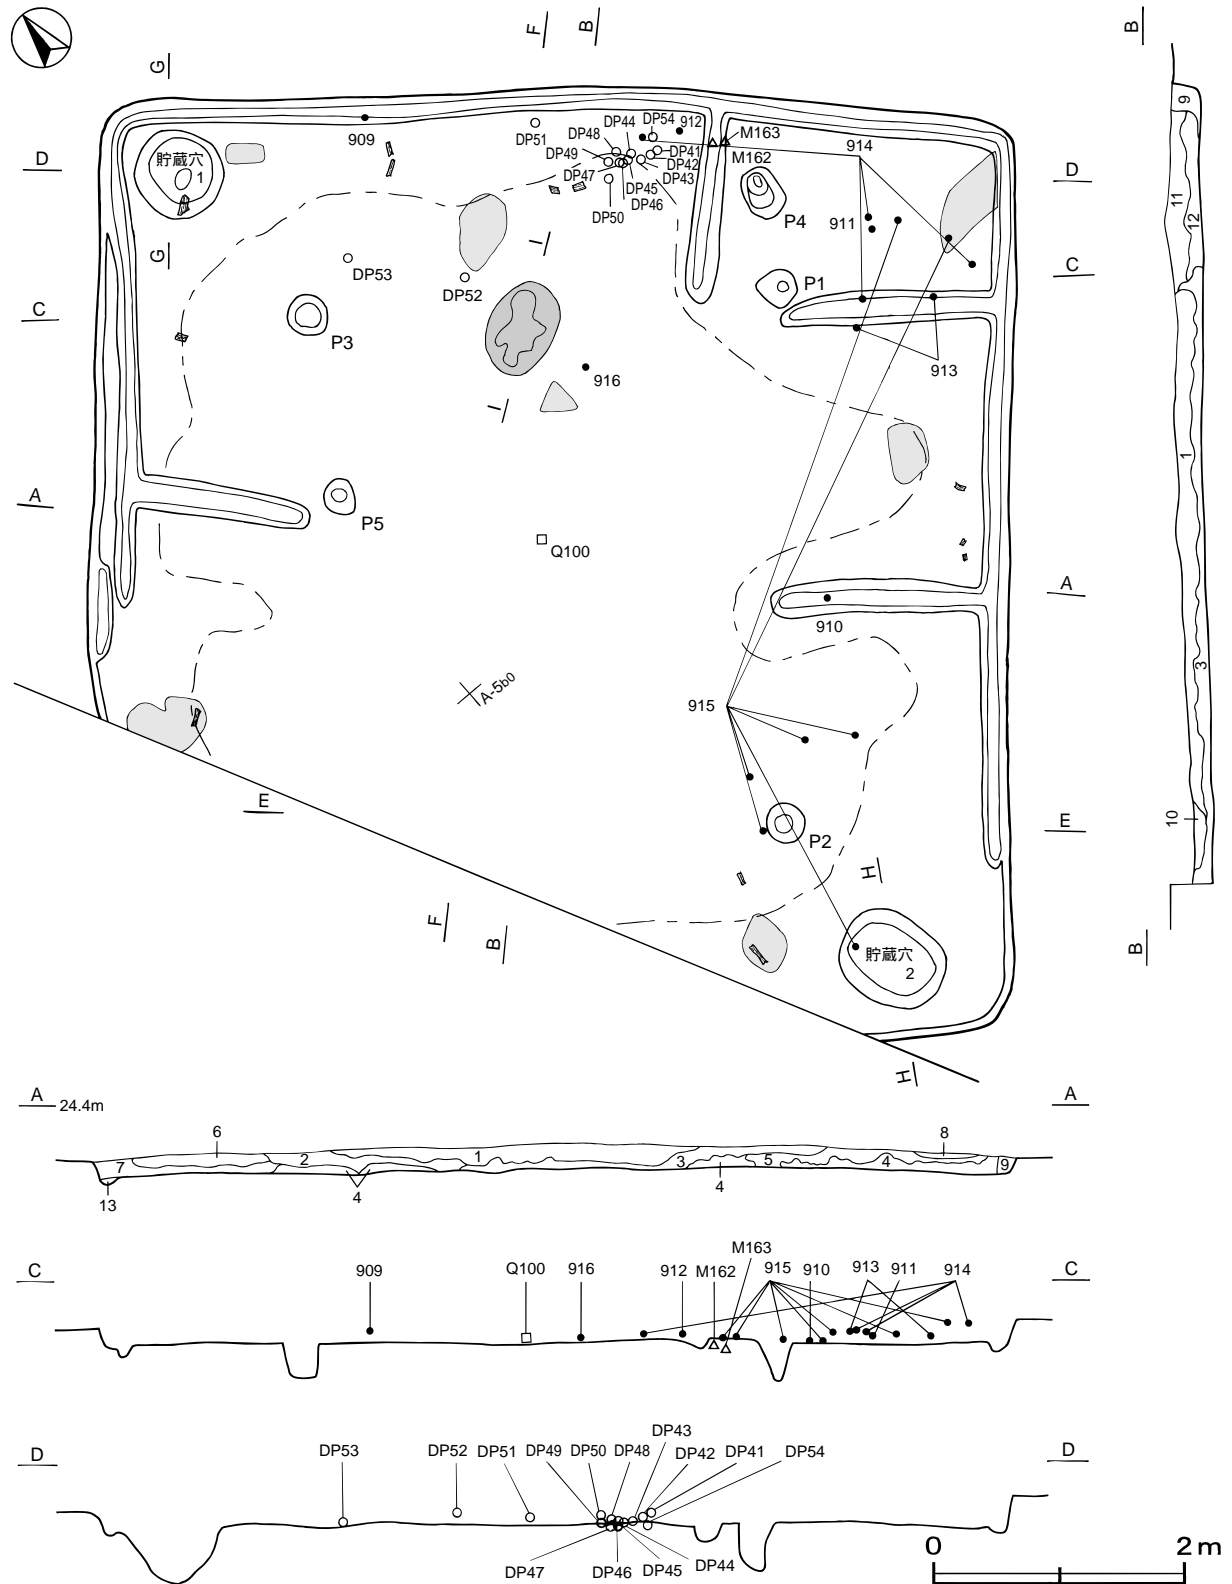 F
B
B
G
909
DP51
DP48
DP44
DP54
912
M163
9
D
貯蔵穴
1
DP49
DP41
M162
914
D
DP42
DP47
DP45
DP43
DP46
DP50
P4
911
11
12
G
I
DP53
DP52
P1
C
C
P3
913
916
I
1
A
P5
Q100
A
910
3
A-5b0
915
E
P2
E
10
H
F
B
貯蔵穴
2
B
H
A
24.4m
A
6
8
7
2
1
3
5
4
9
13
4
4
C
909
Q100
916
912
M162
M163
915
910
913
911
914
C
D
DP53
DP52
DP51
DP49
DP50
DP48
DP43
DP42
DP41
DP54
D
DP47
DP46
DP45
DP44
0
2m